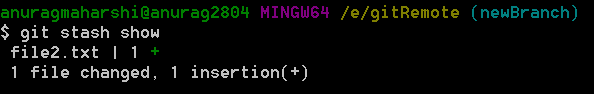 anuragmaharshi@anurag2804 MINGW64 /e/gitRemote (newBranch)
$ git stash show
 file2.txt | 1 +
 1 file changed, 1 insertion(+)